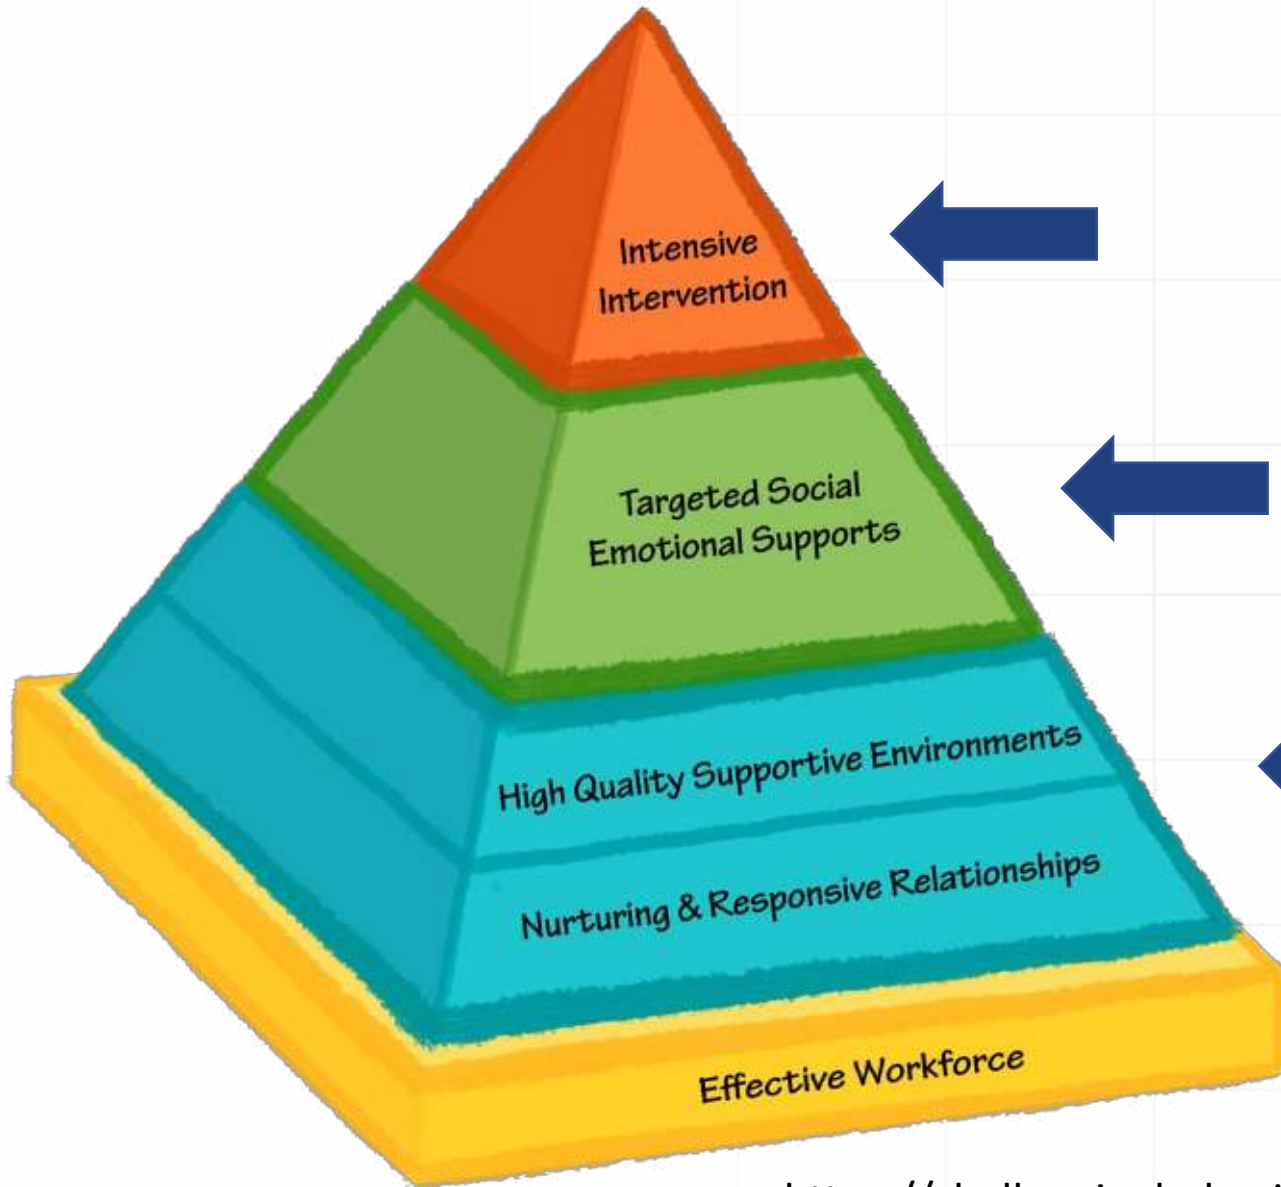 Intensive
Intervention
Targeted Social
Emotional Supports
High Quality Supportive Environments
Nurturing & Responsive Relationships
Effective Workforce